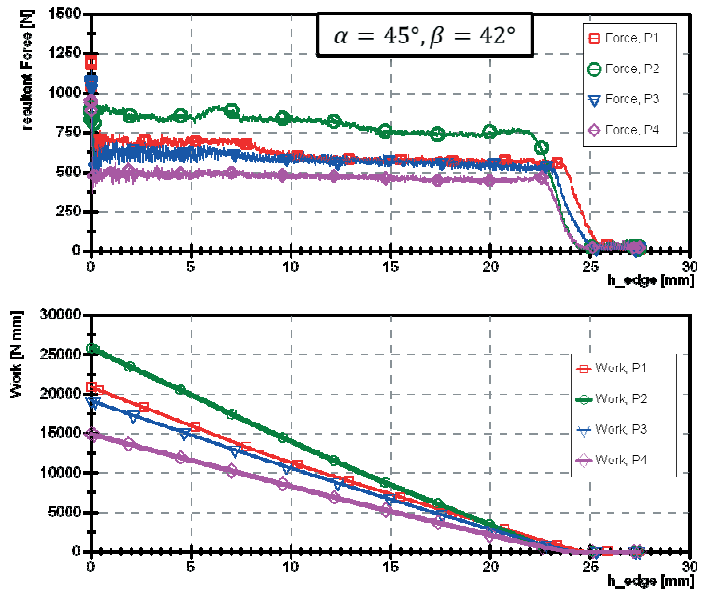 α = 45°, β = 42°
resultant Force [N]
1500
1250
1000
750
500
250
0
0 5 10 15 20 25 30
h_edge [mm]
Force, P1
Force, P2
Force, P3
Force, P4
Work [N mm]
30000
25000
20000
15000
10000
5000
0
0 5 10 15 20 25 30
h_edge [mm]
Work, P1
Work, P2
Work, P3
Work, P4